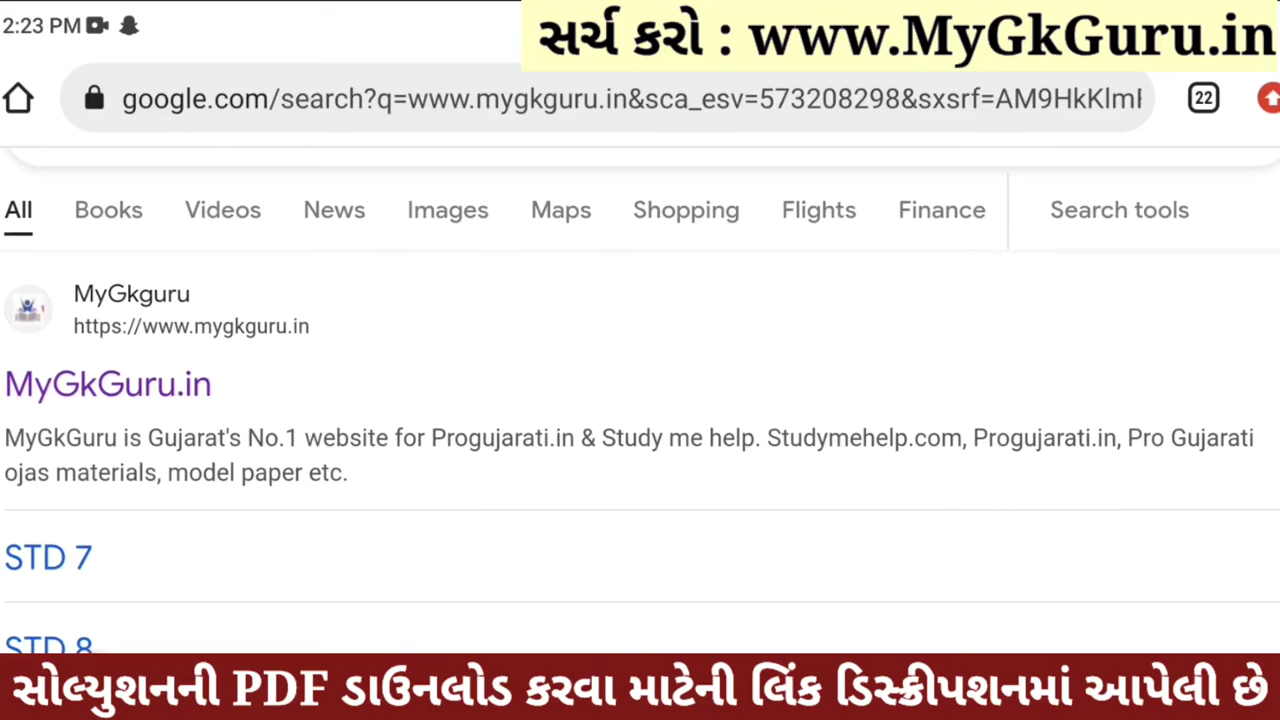 2:23 PM
સર્ચ કરો : www.MyGkGuru.in
google.com/search?q=www.mygkguru.in&sca_esv=573208298&sxsrf=AM9HkKlm
22
All Books Videos News Images Maps Shopping Flights Finance Search tools
MyGkguru
https://www.mygkguru.in
MyGkGuru.in
MyGkGuru is Gujarat's No.1 website for Progujarati.in & Study me help. Studymehelp.com, Progujarati.in, Pro Gujarati
ojas materials, model paper etc.
STD 7
STD 8
સોલ્યુશનની PDF ડાઉનલોડ કરવા માટેની લિંક ડિસ્ક્રીપશનમાં આપેલી છે